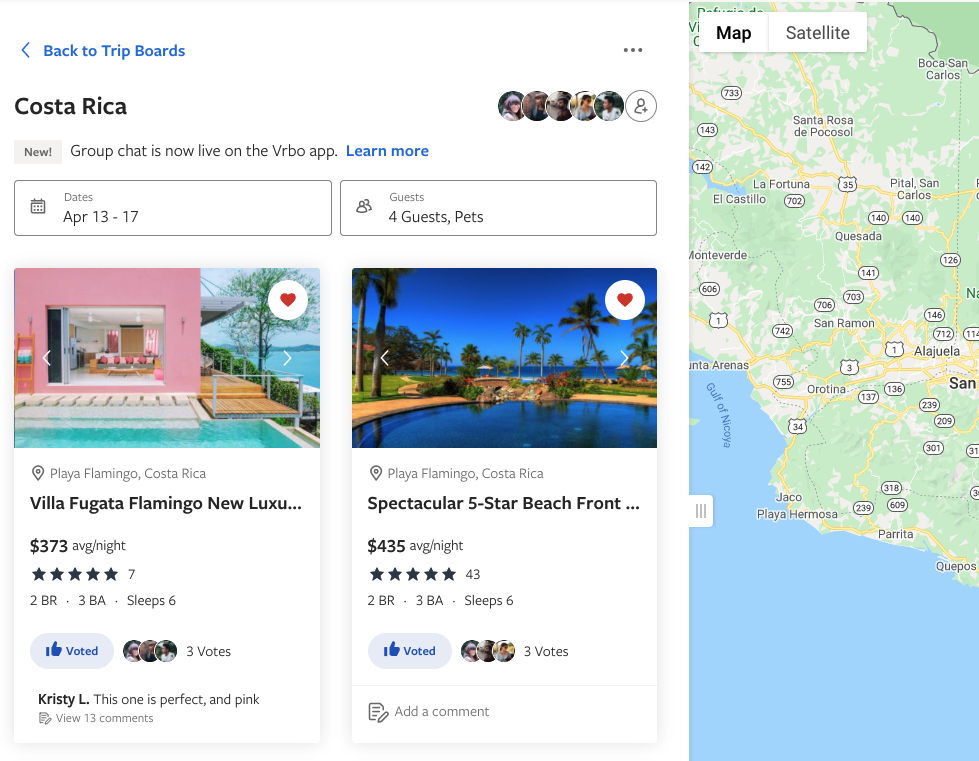 Back to Trip Boards
Costa Rica
New! Group chat is now live on the Vrbo app. Learn more
Dates
Apr 13 - 17
Guests
4 Guests, Pets
Playa Flamingo, Costa Rica
Villa Fugata Flamingo New Luxu...
$373 avg/night
7
2 BR · 3 BA · Sleeps 6
Voted
3 Votes
Kristy L. This one is perfect, and pink
View 13 comments
Playa Flamingo, Costa Rica
Spectacular 5-Star Beach Front ...
$435 avg/night
43
2 BR · 3 BA · Sleeps 6
Voted
3 Votes
Add a comment
Map
Satellite
Boca San
Carlos
733
Santa Rosa
de Pocosol
143
142
La Fortuna
35
Pital, San
Carlos
El Castillo
702
140
140
Quesada
Monteverde
126
141
606
706
703
1
742
San Ramon
146
712
114
1
Alajuela
unta Arenas
3
755
Orotina
137
136
San
239
209
Gulf of Nicoya
34
301
318
Jaco
239
609
Playa Hermosa
Parrita
Quepos